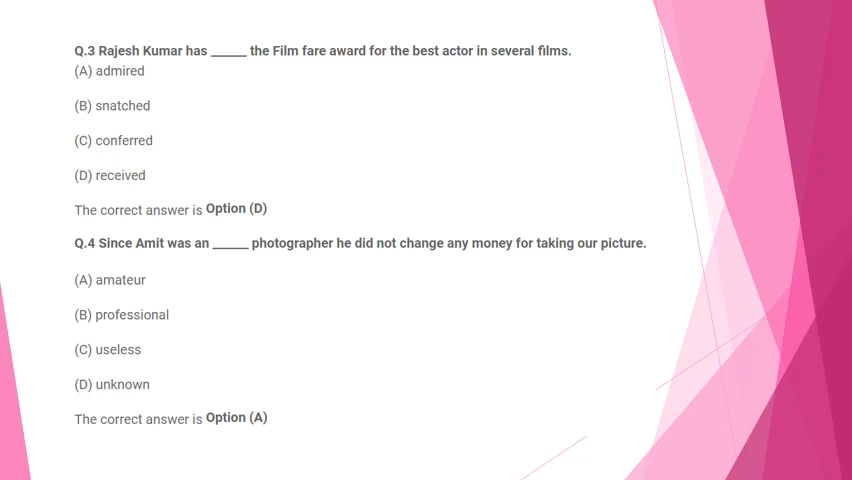 Q.3 Rajesh Kumar has _____ the Film fare award for the best actor in several films.
(A) admired
(B) snatched
(C) conferred
(D) received
The correct answer is Option (D)
Q.4 Since Amit was an _____ photographer he did not change any money for taking our picture.
(A) amateur
(B) professional
(C) useless
(D) unknown
The correct answer is Option (A)